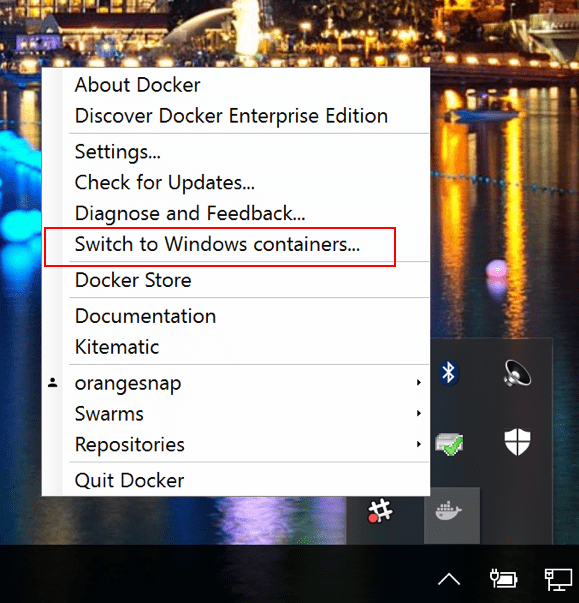 About Docker
Discover Docker Enterprise Edition
Settings...
Check for Updates...
Diagnose and Feedback...
Switch to Windows containers...
Docker Store
Documentation
Kitematic
orangesnap
Swarms
Repositories
Quit Docker